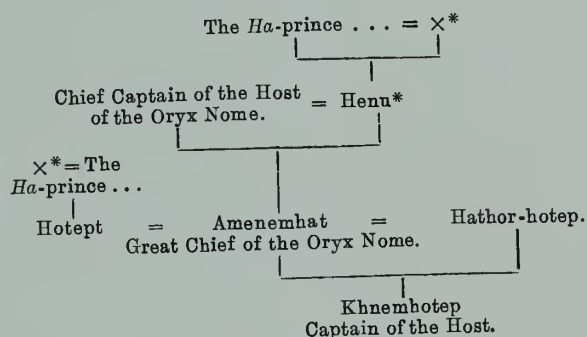 The Ha-prince . . . = ×*
Chief Captain of the Host
of the Oryx Nome.
= Henu*
×* = The
Ha-prince ...
Hotept = Amenemhat = Hathor-hotep.
Great Chief of the Oryx Nome.
Khnemhotep
Captain of the Host.